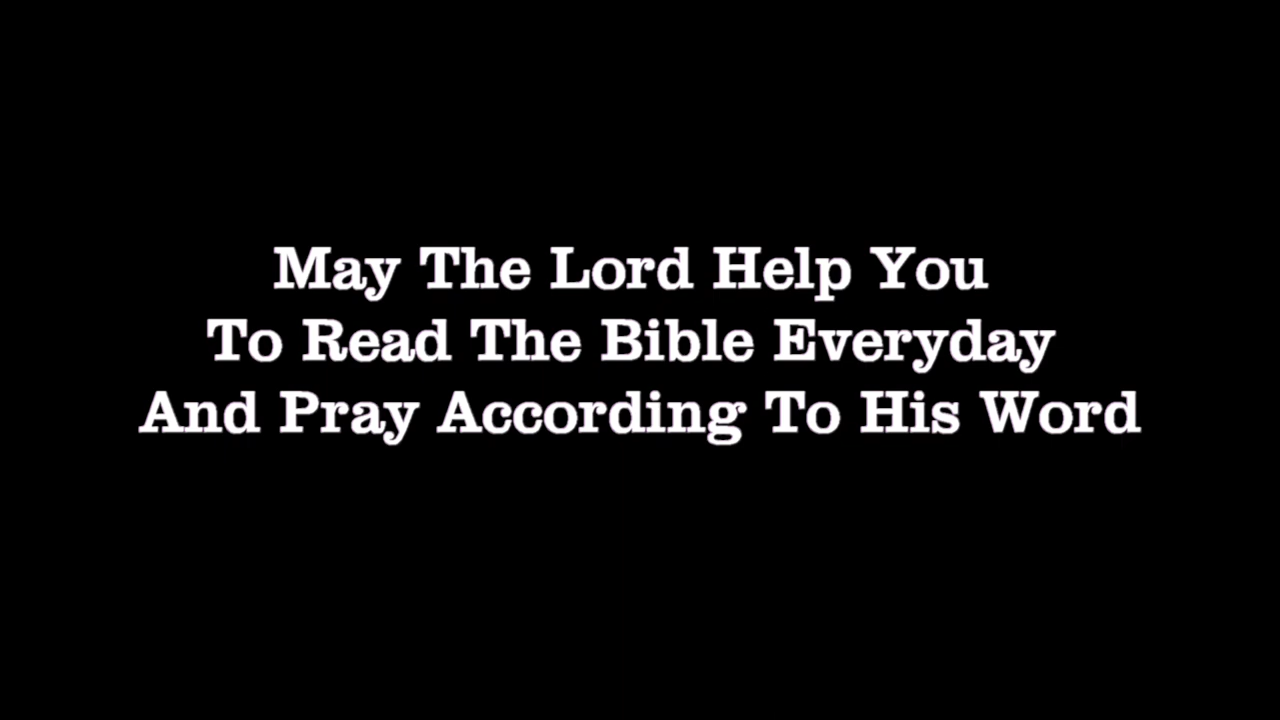 May The Lord Help You
To Read The Bible Everyday
And Pray According To His Word